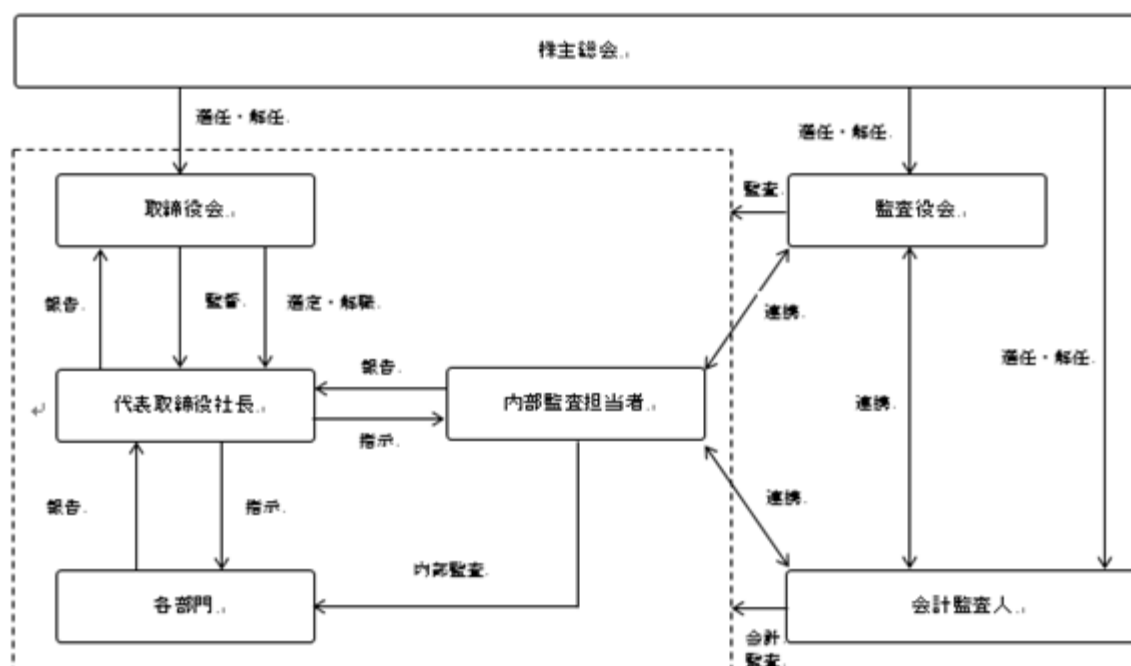 株主総会
選任・解任
選任・解任
監査
取締役会
監査役会
報告
監督
選定・解職
連携
選任・解任
報告
代表取締役社長
内部監査担当者
連携
指示
報告
指示
連携
内部監査
各部門
会計監査人
会計
監査